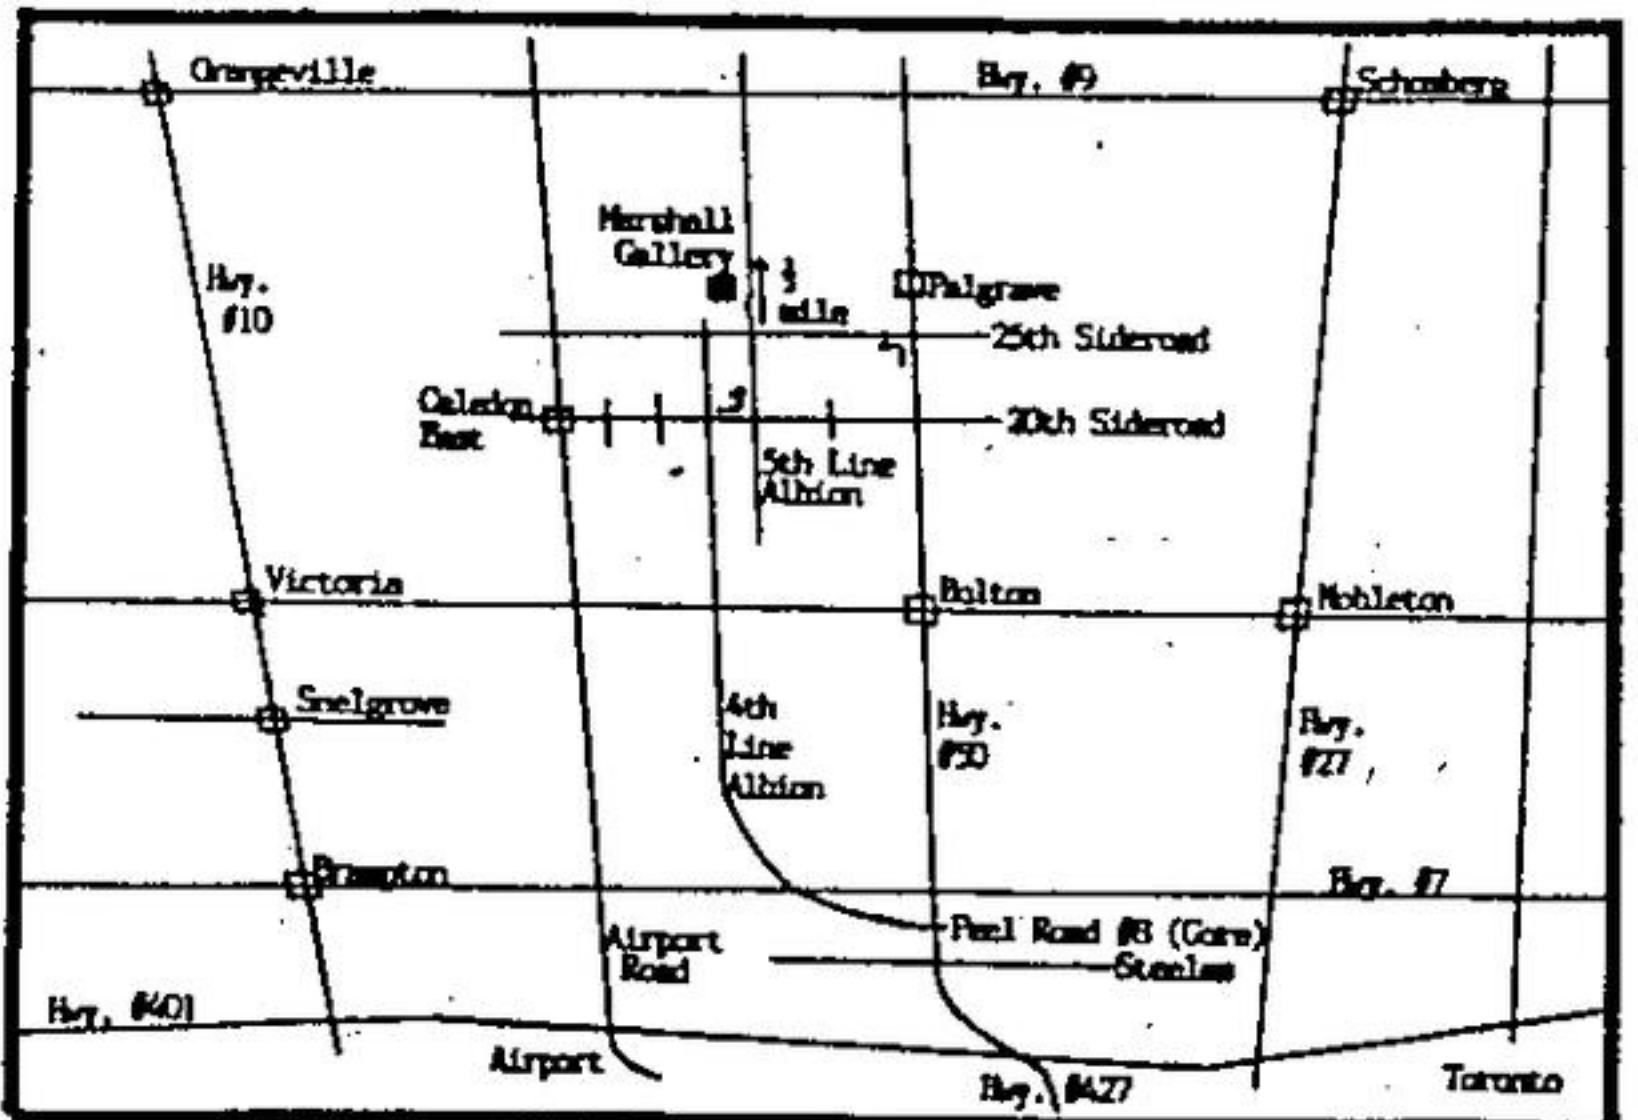 Orangeville
Hwy. #9
Schomberg
Marshall
Gallery
mile
Hwy.
#10
Palgrave
25th Sideroad
Caledon
East
20th Sideroad
5th Line
Albion
Victoria
Bolton
Nobleton
Snelgrove
4th
Line
Albion
Hwy.
#50
Hwy.
#27
Brampton
Hwy. #7
Airport
Road
Peel Road #8 (Gore)
Steeles
Hwy. #401
Airport
Hwy. #427
Toronto